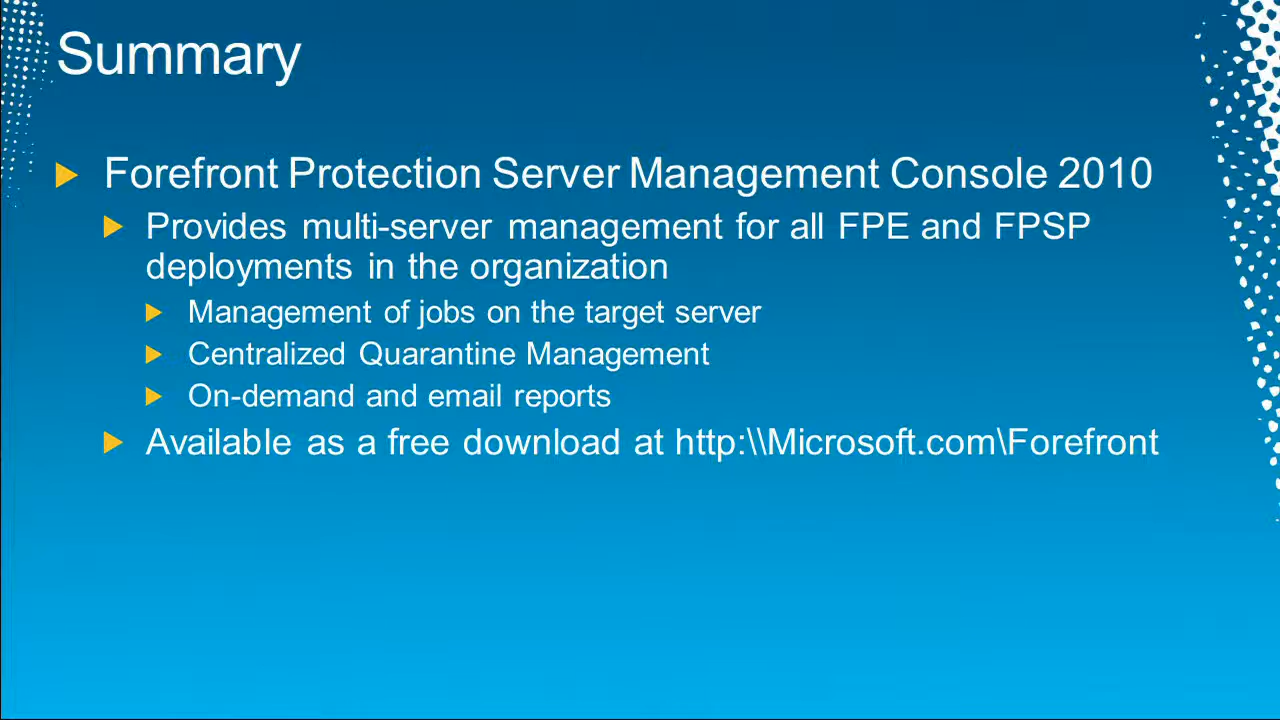 Summary
Forefront Protection Server Management Console 2010
Provides multi-server management for all FPE and FPSP
deployments in the organization
Management of jobs on the target server
Centralized Quarantine Management
On-demand and email reports
Available as a free download at http:\\Microsoft.com\Forefront